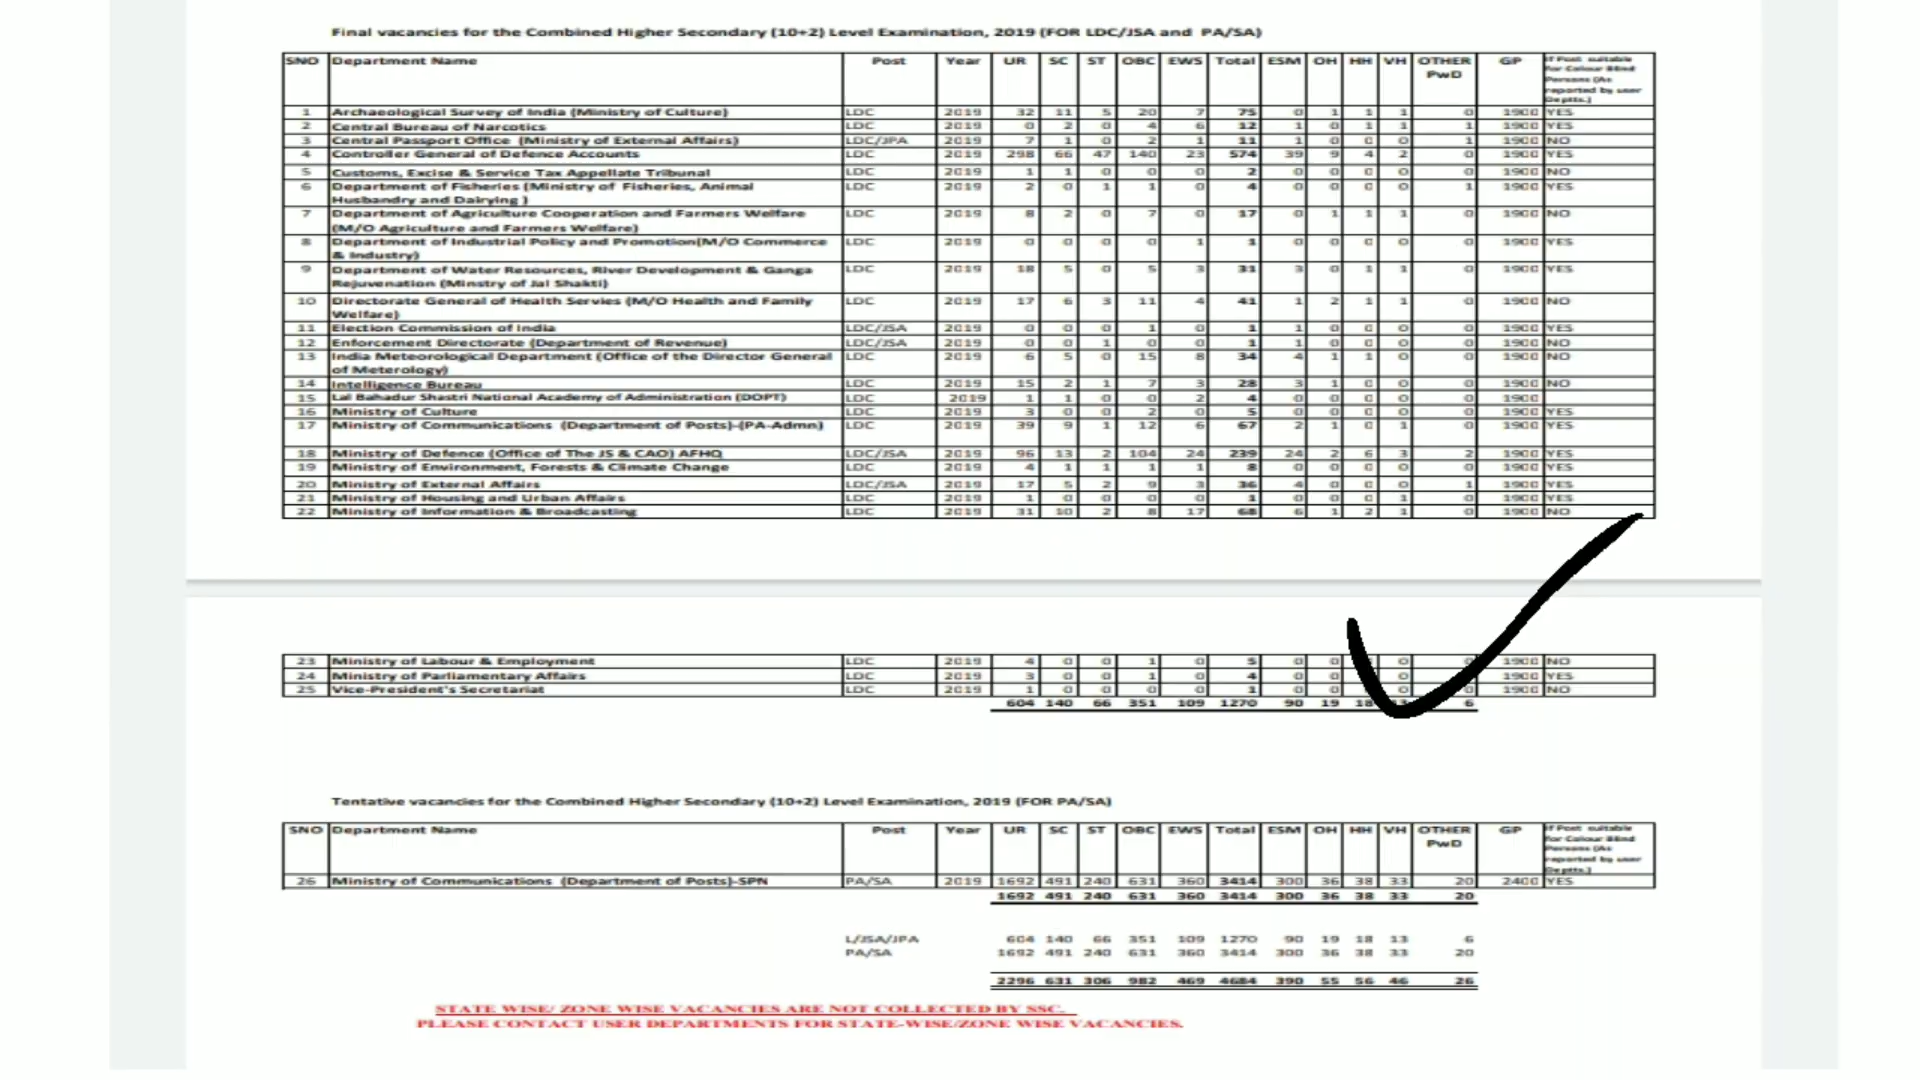 Final vacancies for the Combined Higher Secondary (10+2) Level Examination, 2019 (FOR LDC/JSA and PA/SA)
SNO Department Name Post Year UR SC ST OBC EWS Total ESM OH HH VH OTHER PwD GP If Post suitable for Colour Blind Persons (As reported by user Deptts.)
1 Archaeological Survey of India (Ministry of Culture) LDC 2019 32 11 5 20 7 75 0 1 1 1 0 1900 YES
2 Central Bureau of Narcotics LDC 2019 0 2 0 4 6 12 1 0 1 1 1 1900 YES
3 Central Passport Office (Ministry of External Affairs) LDC/JPA 2019 7 1 0 2 1 11 1 0 0 0 1 1900 NO
4 Controller General of Defence Accounts LDC 2019 298 66 47 140 23 574 39 9 4 2 0 1900 YES
5 Customs, Excise & Service Tax Appellate Tribunal LDC 2019 1 1 0 0 0 2 0 0 0 0 0 1900 NO
6 Department of Fisheries (Ministry of Fisheries, Animal LDC 2019 2 0 1 1 0 4 0 0 0 0 1 1900 YES
Husbandry and Dairying )
7 Department of Agriculture Cooperation and Farmers Welfare LDC 2019 8 2 0 7 0 17 0 1 1 1 0 1900 NO
(M/O Agriculture and Farmers Welfare)
8 Department of Industrial Policy and Promotion(M/O Commerce LDC 2019 0 0 0 0 1 1 0 0 0 0 0 1900 YES
& Industry)
9 Department of Water Resources, River Development & Ganga LDC 2019 18 5 0 5 3 31 3 0 1 1 0 1900 YES
Rejuvenation (Minstry of Jal Shakti)
10 Directorate General of Health Servies (M/O Health and Family LDC 2019 17 6 3 11 4 41 1 2 1 1 0 1900 NO
Welfare)
11 Election Commission of India LDC/JSA 2019 0 0 0 1 0 1 1 0 0 0 0 1900 YES
12 Enforcement Directorate (Department of Revenue) LDC/JSA 2019 0 0 1 0 0 1 1 0 0 0 0 1900 NO
13 India Meteorological Department (Office of the Director General LDC 2019 6 5 0 15 8 34 4 1 1 0 0 1900 NO
of Meterology)
14 Intelligence Bureau LDC 2019 15 2 1 7 3 28 3 1 0 0 0 1900 NO
15 Lal Bahadur Shastri National Academy of Administration (DOPT) LDC 2019 1 1 0 0 2 4 0 0 0 0 0 1900
16 Ministry of Culture LDC 2019 3 0 0 2 0 5 0 0 0 0 0 1900 YES
17 Ministry of Communications (Department of Posts)-(PA-Admn) LDC 2019 39 9 1 12 6 67 2 1 0 1 0 1900 YES
18 Ministry of Defence (Office of The JS & CAO) AFHQ LDC/JSA 2019 96 13 2 104 24 239 24 2 6 3 2 1900 YES
19 Ministry of Environment, Forests & Climate Change LDC 2019 4 1 1 1 1 8 0 0 0 0 0 1900 YES
20 Ministry of External Affairs LDC/JSA 2019 17 5 2 9 3 36 4 0 0 0 1 1900 YES
21 Ministry of Housing and Urban Affairs LDC 2019 1 0 0 0 0 1 0 0 0 1 0 1900 YES
22 Ministry of Information & Broadcasting LDC 2019 31 10 2 8 17 68 6 1 2 1 0 1900 NO
23 Ministry of Labour & Employment LDC 2019 4 0 0 1 0 5 0 0 0 0 1900 NO
24 Ministry of Parliamentary Affairs LDC 2019 3 0 0 1 0 4 0 0 0 0 1900 YES
25 Vice-President's Secretariat LDC 2019 1 0 0 0 0 1 0 0 0 0 1900 NO
604 140 66 351 109 1270 90 19 18 6
Tentative vacancies for the Combined Higher Secondary (10+2) Level Examination, 2019 (FOR PA/SA)
SNO Department Name Post Year UR SC ST OBC EWS Total ESM OH HH VH OTHER PwD GP If Post suitable for Colour Blind Persons (As reported by user Deptts.)
26 Ministry of Communications (Department of Posts)-SPN PA/SA 2019 1692 491 240 631 360 3414 300 36 38 33 20 2400 YES
1692 491 240 631 360 3414 300 36 38 33 20
L/JSA/JPA 604 140 66 351 109 1270 90 19 18 13 6
PA/SA 1692 491 240 631 360 3414 300 36 38 33 20
2296 631 306 982 469 4684 390 55 56 46 26
STATE WISE/ ZONE WISE VACANCIES ARE NOT COLLECTED BY SSC.
PLEASE CONTACT USER DEPARTMENTS FOR STATE-WISE/ZONE WISE VACANCIES.